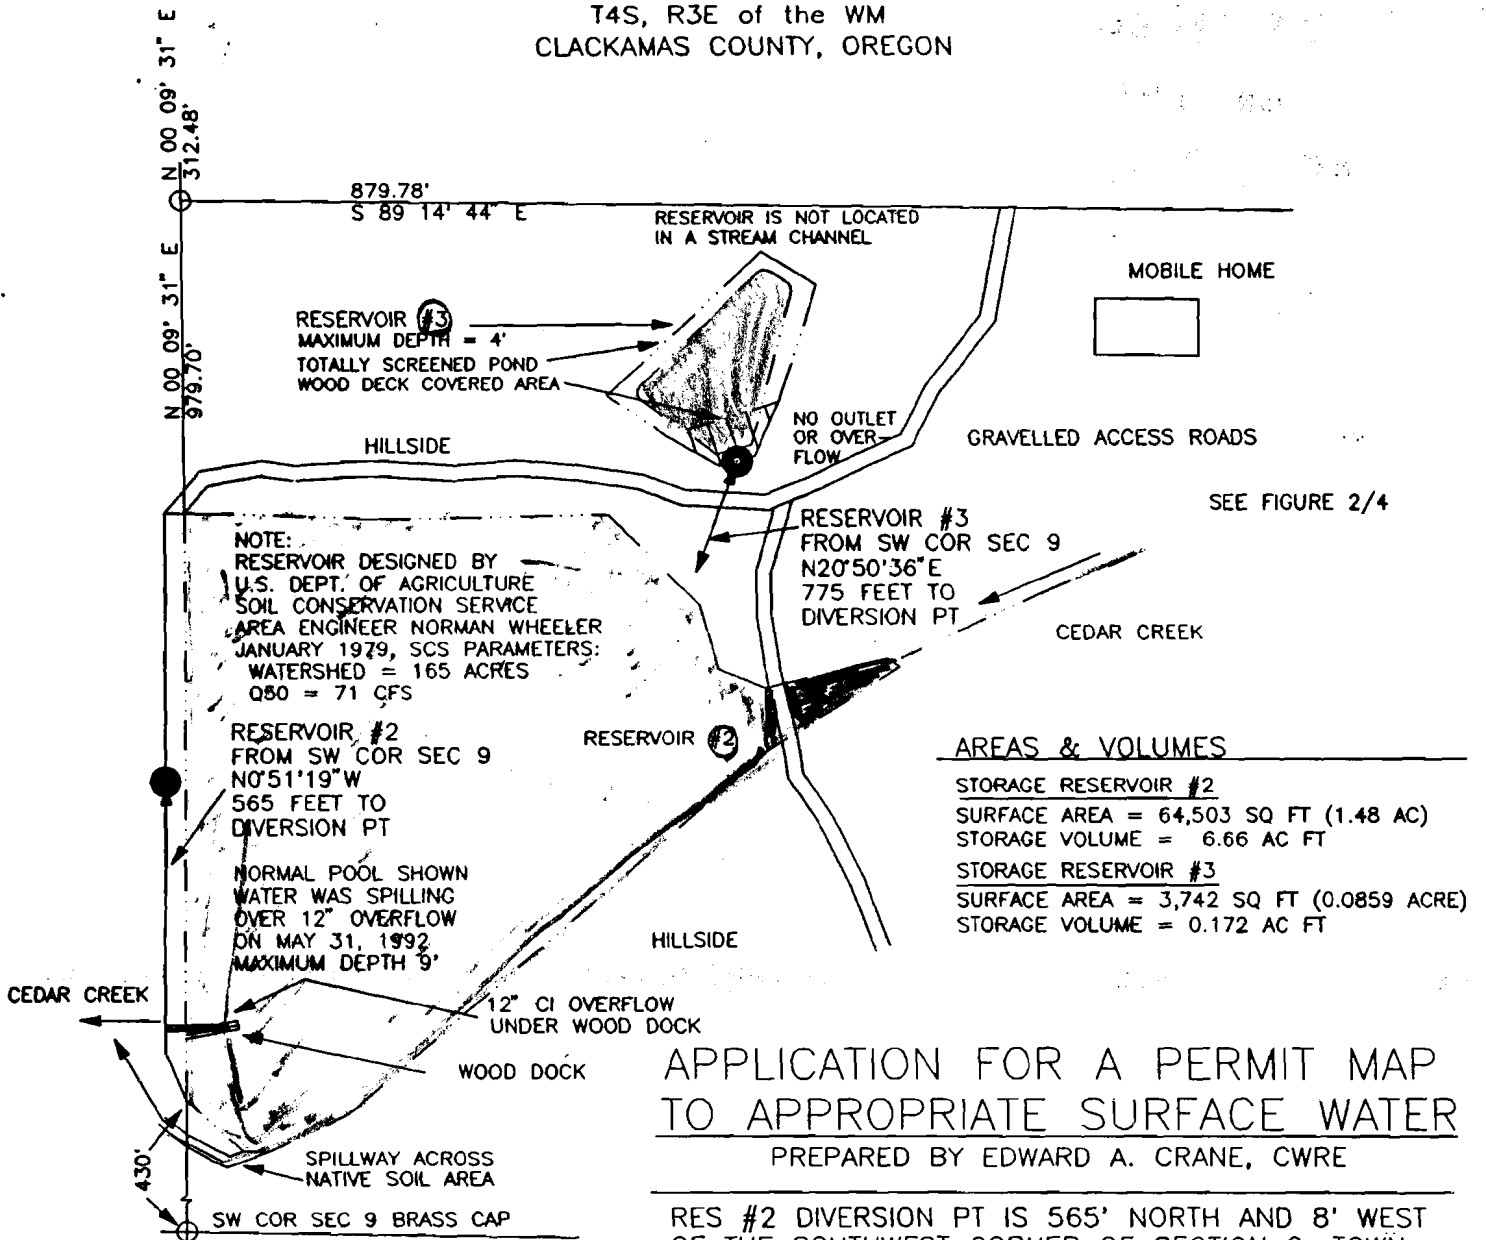 T4S, R3E of the WM
CLACKAMAS COUNTY, OREGON
N 00 09' 31" E
312.48'
879.78'
S 89 14' 44" E
RESERVOIR IS NOT LOCATED
IN A STREAM CHANNEL
MOBILE HOME
N 00 09' 31" E
979.70'
RESERVOIR #3
MAXIMUM DEPTH = 4'
TOTALLY SCREENED POND
WOOD DECK COVERED AREA
NO OUTLET
OR OVER-
FLOW
HILLSIDE
GRAVELLED ACCESS ROADS
SEE FIGURE 2/4
RESERVOIR #3
FROM SW COR SEC 9
N20°50'36"E
775 FEET TO
DIVERSION PT
CEDAR CREEK
NOTE:
RESERVOIR DESIGNED BY
U.S. DEPT. OF AGRICULTURE
SOIL CONSERVATION SERVICE
AREA ENGINEER NORMAN WHEELER
JANUARY 1979, SCS PARAMETERS:
WATERSHED = 165 ACRES
Q50 = 71 CFS
RESERVOIR #2
FROM SW COR SEC 9
N0°51'19"W
565 FEET TO
DIVERSION PT
RESERVOIR #2
AREAS & VOLUMES
STORAGE RESERVOIR #2
SURFACE AREA = 64,503 SQ FT (1.48 AC)
STORAGE VOLUME = 6.66 AC FT
STORAGE RESERVOIR #3
SURFACE AREA = 3,742 SQ FT (0.0859 ACRE)
STORAGE VOLUME = 0.172 AC FT
NORMAL POOL SHOWN
WATER WAS SPILLING
OVER 12" OVERFLOW
ON MAY 31, 1992
MAXIMUM DEPTH 9'
HILLSIDE
CEDAR CREEK
12" CI OVERFLOW
UNDER WOOD DOCK
WOOD DOCK
APPLICATION FOR A PERMIT MAP
TO APPROPRIATE SURFACE WATER
PREPARED BY EDWARD A. CRANE, CWRE
430'
SPILLWAY ACROSS
NATIVE SOIL AREA
SW COR SEC 9 BRASS CAP
RES #2 DIVERSION PT IS 565' NORTH AND 8' WEST
OF THE SOUTHWEST CORNER OF SECTION 9, TOWN